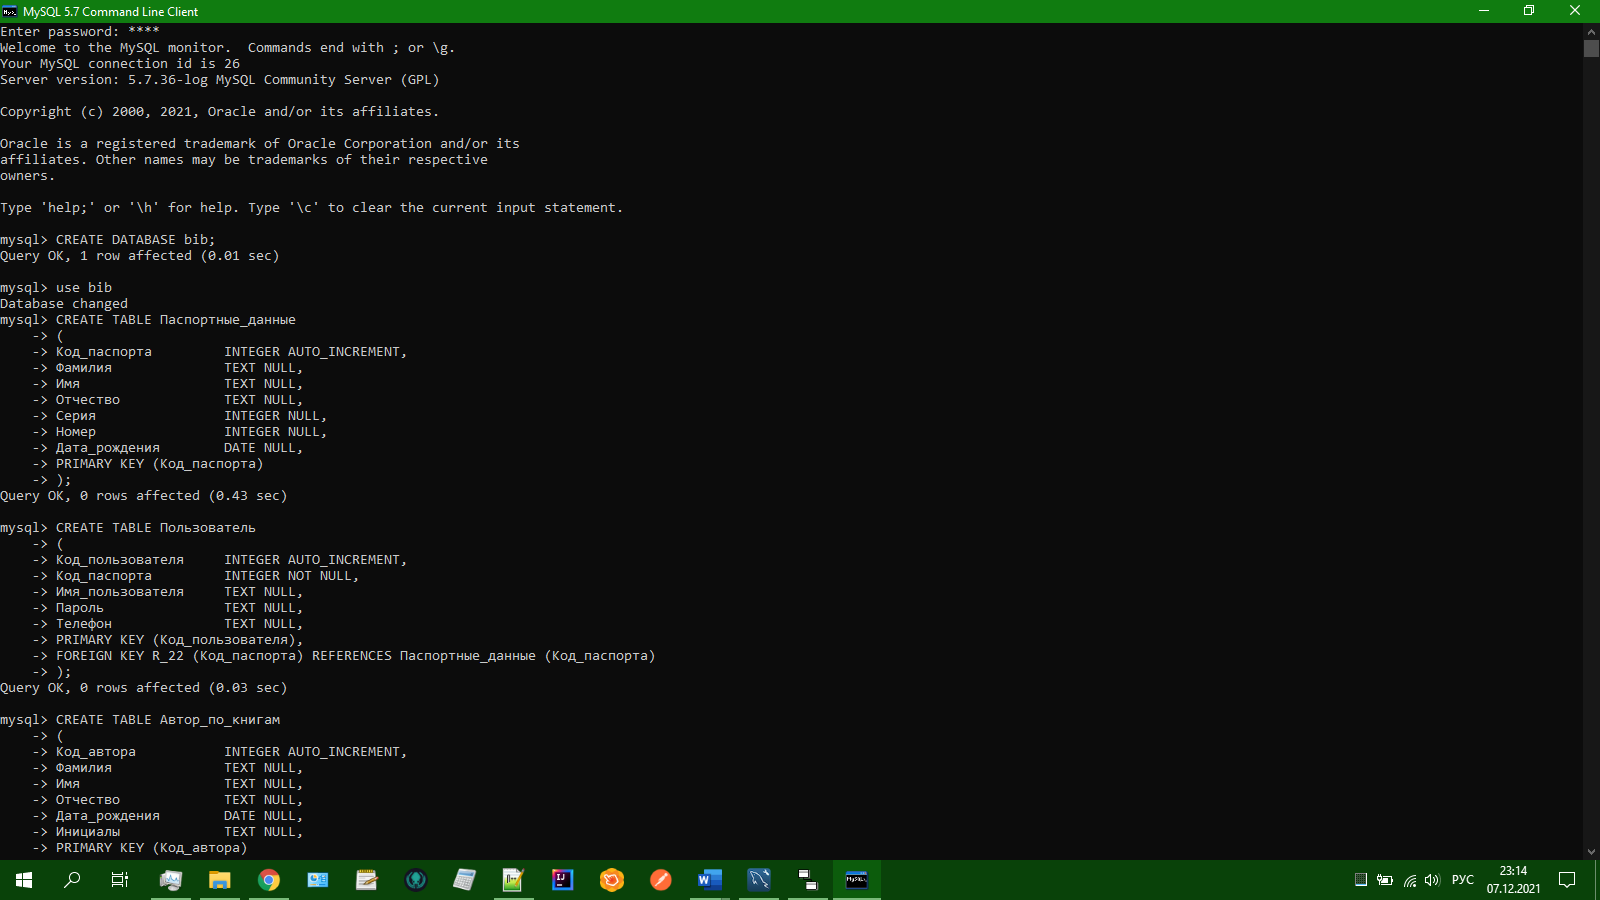 MySQL 5.7 Command Line Client
Enter password: ****
Welcome to the MySQL monitor.  Commands end with ; or \g.
Your MySQL connection id is 26
Server version: 5.7.36-log MySQL Community Server (GPL)
Copyright (c) 2000, 2021, Oracle and/or its affiliates.
Oracle is a registered trademark of Oracle Corporation and/or its
affiliates. Other names may be trademarks of their respective
owners.
Type 'help;' or '\h' for help. Type '\c' to clear the current input statement.
mysql> CREATE DATABASE bib;
Query OK, 1 row affected (0.01 sec)
mysql> use bib
Database changed
mysql> CREATE TABLE Паспортные_данные
    -> (
    -> Код_паспорта         INTEGER AUTO_INCREMENT,
    -> Фамилия              TEXT NULL,
    -> Имя                  TEXT NULL,
    -> Отчество             TEXT NULL,
    -> Серия                INTEGER NULL,
    -> Номер                INTEGER NULL,
    -> Дата_рождения        DATE NULL,
    -> PRIMARY KEY (Код_паспорта)
    -> );
Query OK, 0 rows affected (0.43 sec)
mysql> CREATE TABLE Пользователь
    -> (
    -> Код_пользователя     INTEGER AUTO_INCREMENT,
    -> Код_паспорта         INTEGER NOT NULL,
    -> Имя_пользователя     TEXT NULL,
    -> Пароль               TEXT NULL,
    -> Телефон              TEXT NULL,
    -> PRIMARY KEY (Код_пользователя),
    -> FOREIGN KEY R_22 (Код_паспорта) REFERENCES Паспортные_данные (Код_паспорта)
    -> );
Query OK, 0 rows affected (0.03 sec)
mysql> CREATE TABLE Автор_по_книгам
    -> (
    -> Код_автора           INTEGER AUTO_INCREMENT,
    -> Фамилия              TEXT NULL,
    -> Имя                  TEXT NULL,
    -> Отчество             TEXT NULL,
    -> Дата_рождения        DATE NULL,
    -> Инициалы             TEXT NULL,
    -> PRIMARY KEY (Код_автора)
РУС
23:14
07.12.2021